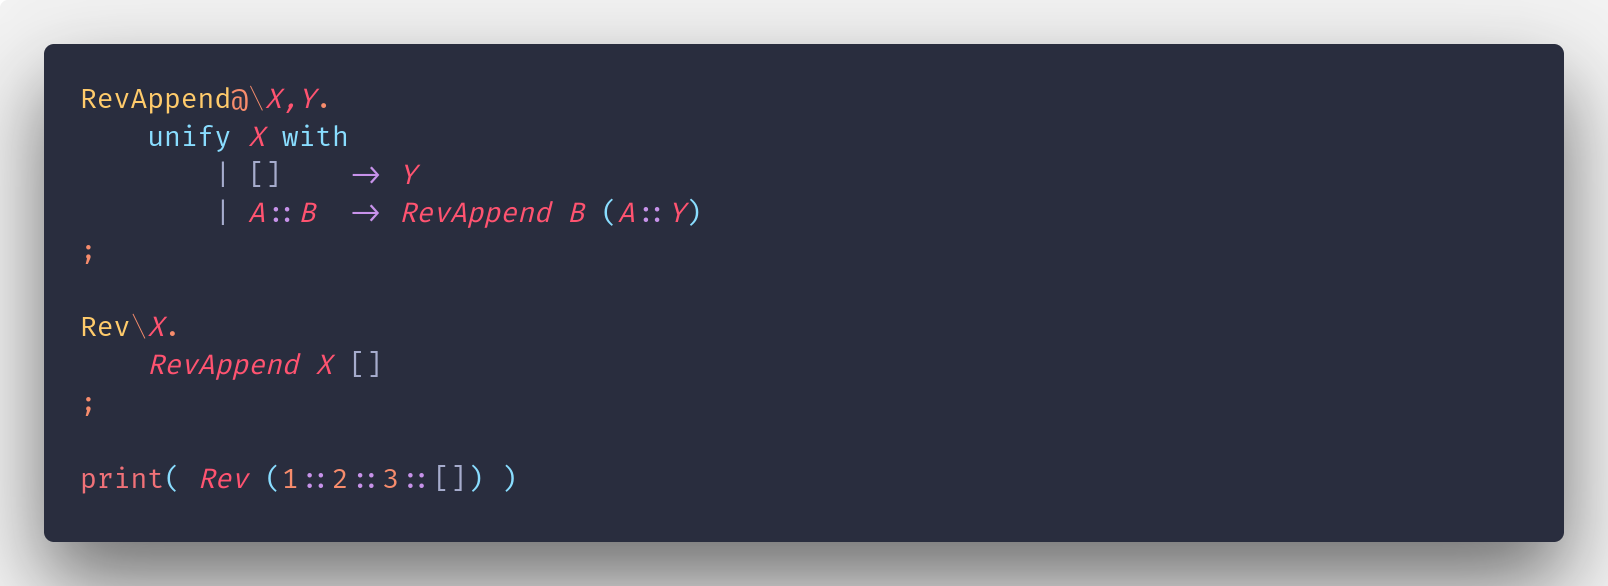 RevAppend@\X,Y.
    unify X with
        | []    -> Y
        | A::B  -> RevAppend B (A::Y)
;
Rev\X.
    RevAppend X []
;
print( Rev (1::2::3::[]) )